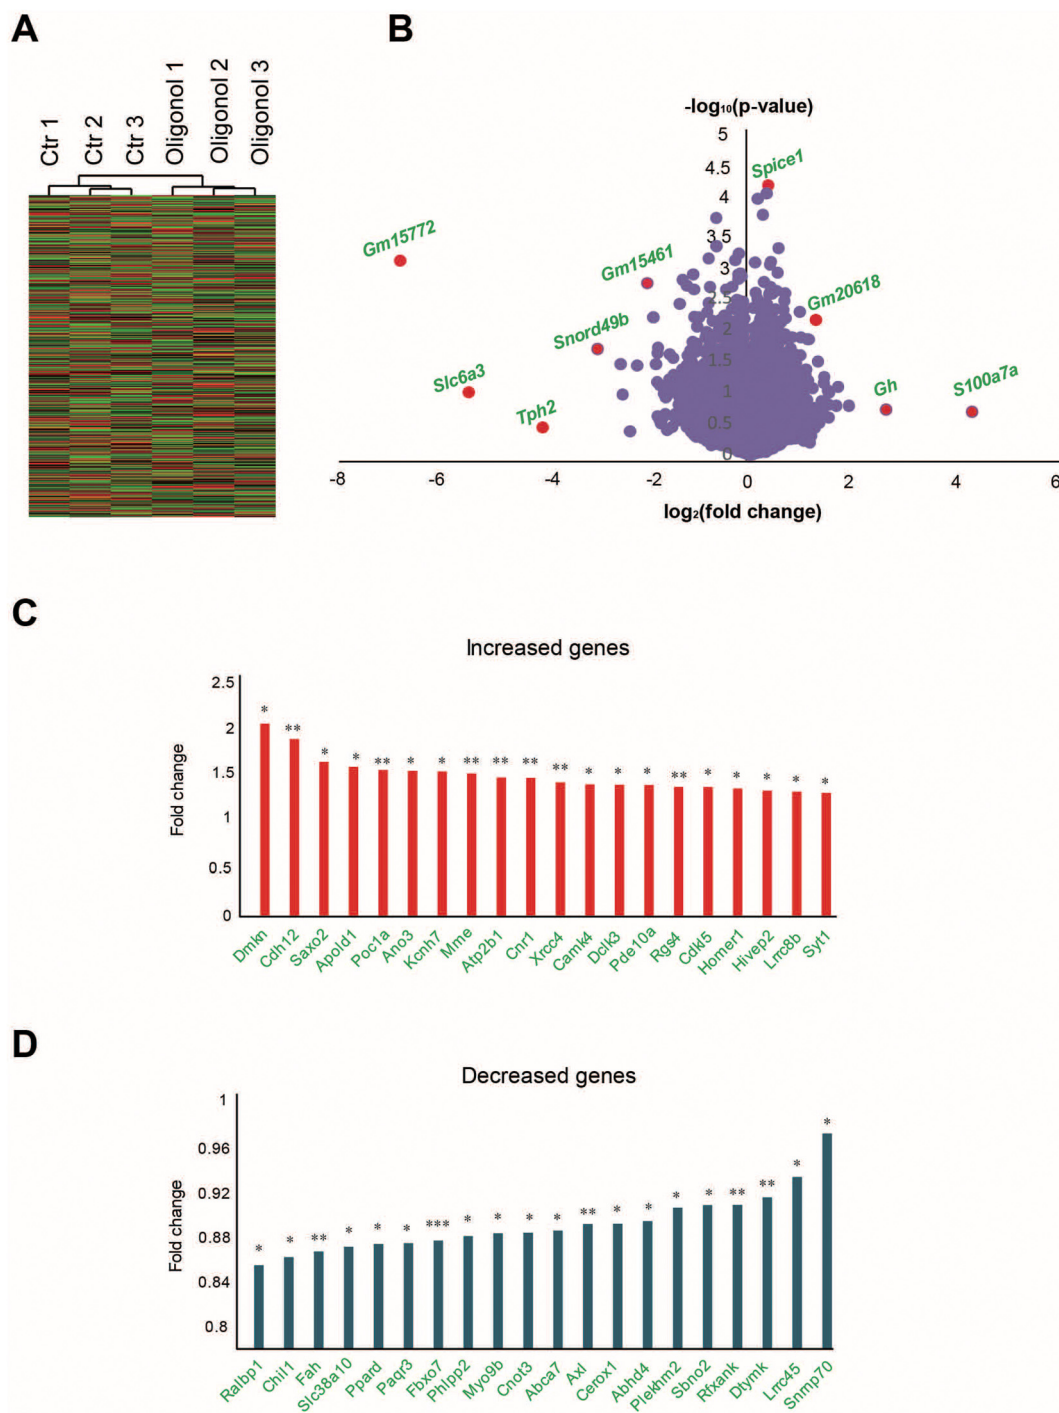 A
Ctr 1
Ctr 2
Ctr 3
Oligonol 1
Oligonol 2
Oligonol 3
B
-log₁₀(p-value)
5
4.5
4
3.5
3
2.5
2
1.5
1
0.5
0
Spice1
Gm15772
Gm15461
Gm20618
Snord49b
Slc6a3
Tph2
Gh
S100a7a
-8
-6
-4
-2
0
2
4
6
log₂(fold change)
C
Increased genes
Fold change
2.5
2
1.5
1
0.5
0
*
**
*
*
**
*
*
**
**
**
**
*
*
*
**
*
*
*
*
*
Dmkn
Cdh12
Saxo2
Apold1
Poc1a
Ano3
Kcnh7
Mme
Atp2b1
Cnr1
Xrcc4
Camk4
Dclk3
Pde10a
Rgs4
Cdkl5
Homer1
Hivep2
Lrrc8b
Syt1
D
Decreased genes
Fold change
1
0.96
0.92
0.88
0.84
0.8
*
*
**
*
*
*
***
*
*
*
*
**
*
*
*
*
**
**
*
*
Ralbp1
Chil1
Fah
Slc38a10
Ppard
Paqr3
Fbxo7
Phlpp2
Myo9b
Cnot3
Abca7
Axl
Cerox1
Abhd4
Plekhm2
Sbno2
Rfxank
Dtymk
Lrrc45
Snrnp70